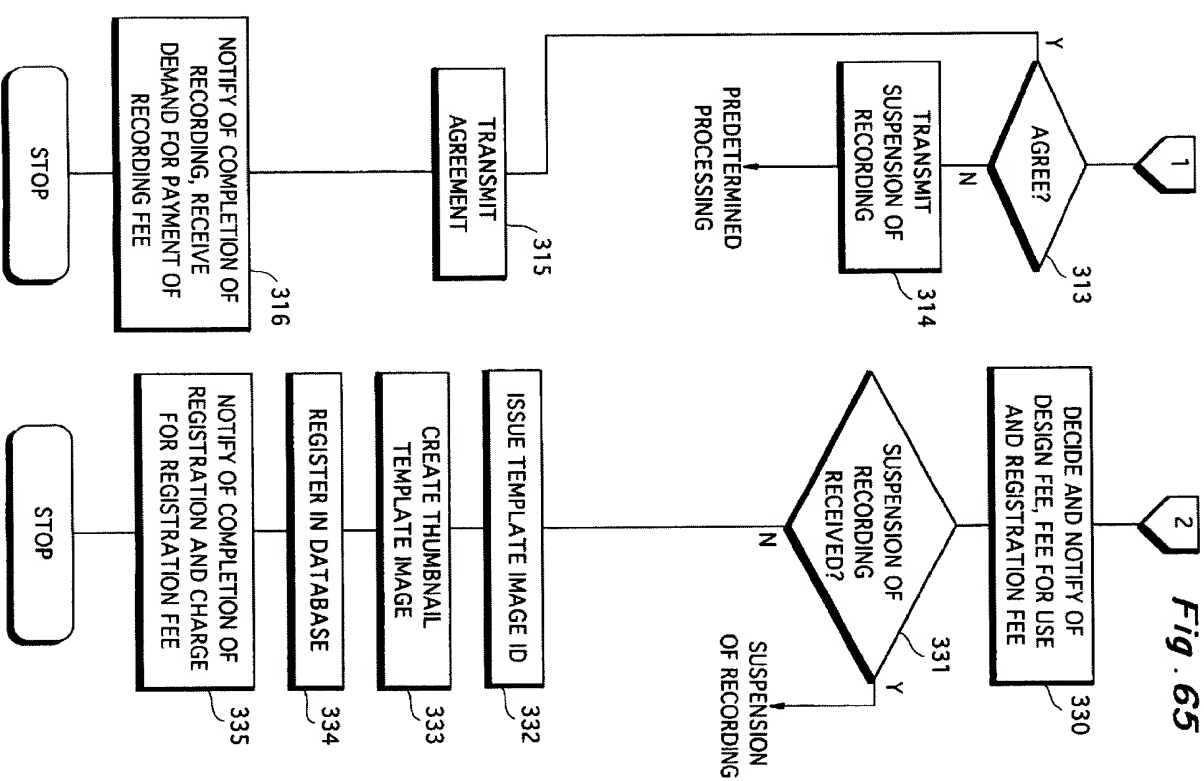 Fig. 65
1
AGREE?
313
Y
N
TRANSMIT
SUSPENSION OF
RECORDING
314
PREDETERMINED
PROCESSING
TRANSMIT
AGREEMENT
315
NOTIFY OF COMPLETION OF
RECORDING, RECEIVE
DEMAND FOR PAYMENT OF
RECORDING FEE
316
STOP
2
DECIDE AND NOTIFY OF
DESIGN FEE, FEE FOR USE
AND REGISTRATION FEE
330
SUSPENSION OF
RECORDING
RECEIVED?
331
Y
N
SUSPENSION
OF RECORDING
ISSUE TEMPLATE IMAGE ID
332
CREATE THUMBNAIL
TEMPLATE IMAGE
333
REGISTER IN DATABASE
334
NOTIFY OF COMPLETION OF
REGISTRATION AND CHARGE
FOR REGISTRATION FEE
335
STOP